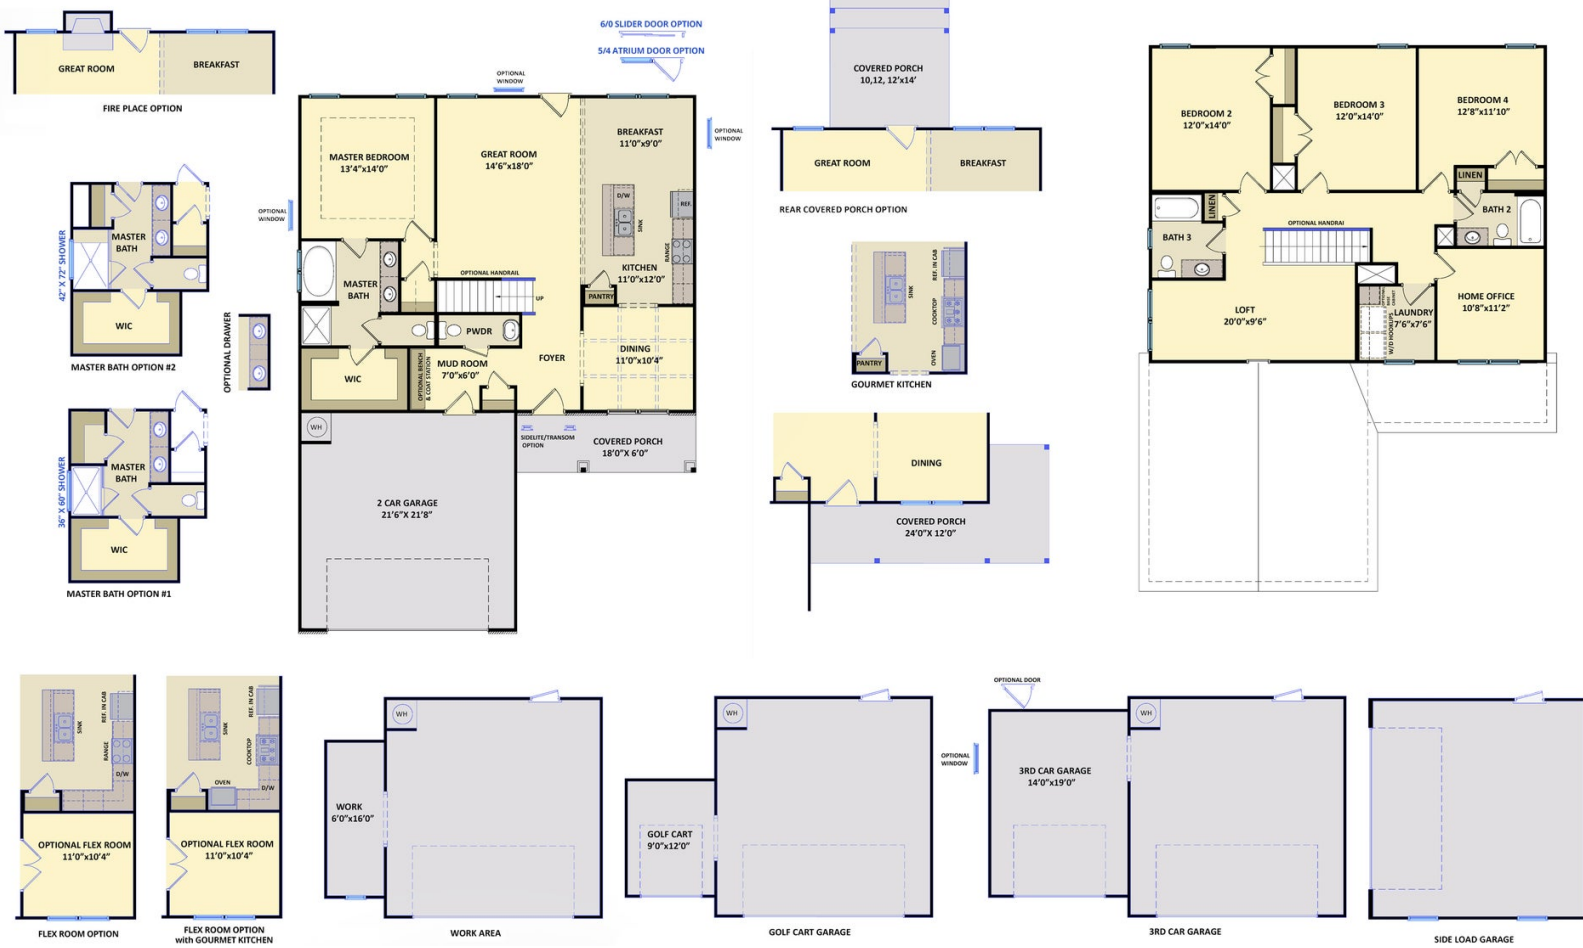 GREAT ROOM
BREAKFAST
FIRE PLACE OPTION
6/0 SLIDER DOOR OPTION
5/4 ATRIUM DOOR OPTION
OPTIONAL
WINDOW
OPTIONAL
WINDOW
OPTIONAL
WINDOW
MASTER BEDROOM
13'4"x14'0"
GREAT ROOM
14'6"x18'0"
BREAKFAST
11'0"x9'0"
D/W
SINK
REF.
RANGE
KITCHEN
11'0"x12'0"
PANTRY
OPTIONAL HANDRAIL
UP
MASTER
BATH
PWDR
WIC
OPTIONAL BENCH
& COAT STATION
MUD ROOM
7'0"x6'0"
FOYER
DINING
11'0"x10'4"
WH
SIDELITE/TRANSOM
OPTION
COVERED PORCH
18'0"X 6'0"
2 CAR GARAGE
21'6"X 21'8"
42" X 72" SHOWER
MASTER
BATH
WIC
MASTER BATH OPTION #2
OPTIONAL DRAWER
36" X 60" SHOWER
MASTER
BATH
WIC
MASTER BATH OPTION #1
COVERED PORCH
10,12, 12'x14'
GREAT ROOM
BREAKFAST
REAR COVERED PORCH OPTION
SINK
REF. IN CAB
COOKTOP
OVEN
PANTRY
GOURMET KITCHEN
DINING
COVERED PORCH
24'0"X 12'0"
BEDROOM 2
12'0"x14'0"
BEDROOM 3
12'0"x14'0"
BEDROOM 4
12'8"x11'10"
LINEN
LINEN
BATH 2
BATH 3
OPTIONAL HANDRAI
LOFT
20'0"x9'6"
W/D HOOKUPS
LAUNDRY
7'6"x7'6"
HOME OFFICE
10'8"x11'2"
SINK
REF. IN CAB
RANGE
D/W
OPTIONAL FLEX ROOM
11'0"x10'4"
FLEX ROOM OPTION
SINK
REF. IN CAB
COOKTOP
OVEN
D/W
OPTIONAL FLEX ROOM
11'0"x10'4"
FLEX ROOM OPTION
with GOURMET KITCHEN
WH
WORK
6'0"x16'0"
WORK AREA
WH
GOLF CART
9'0"x12'0"
GOLF CART GARAGE
OPTIONAL DOOR
OPTIONAL
WINDOW
WH
3RD CAR GARAGE
14'0"x19'0"
3RD CAR GARAGE
SIDE LOAD GARAGE